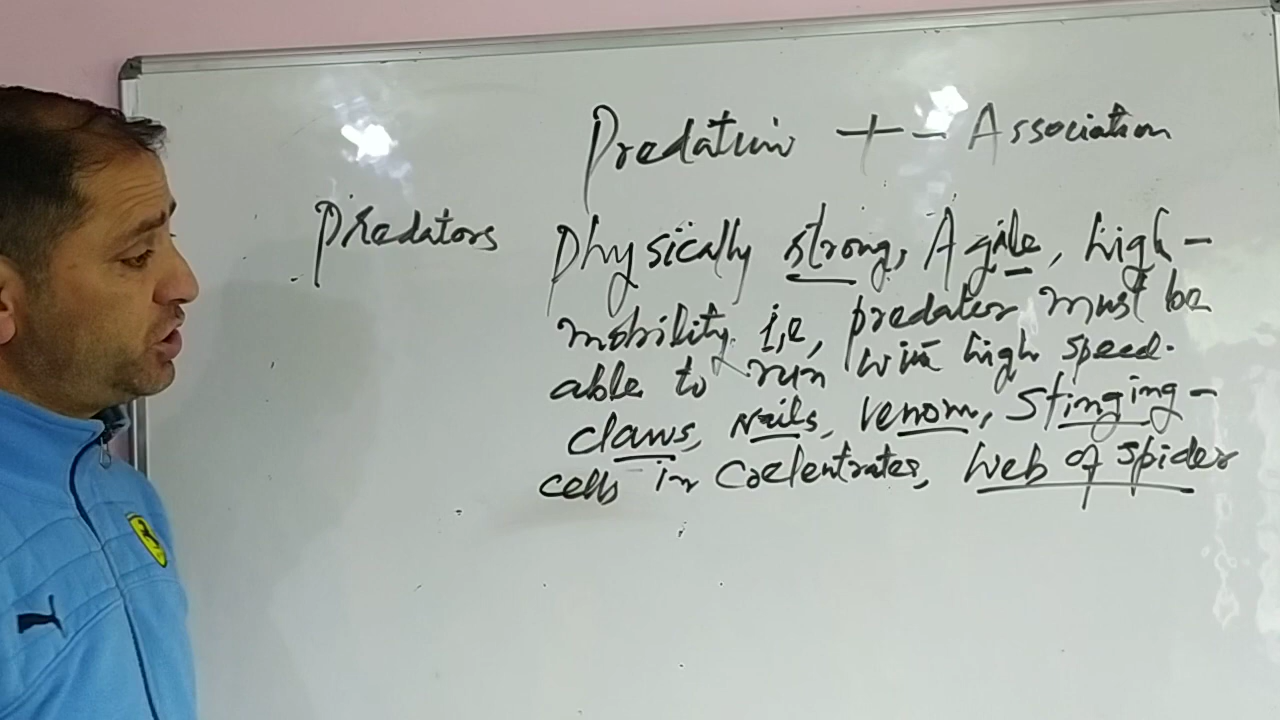 Predation + - Association
Predators Physically strong, Agile, high-
mobility i,e, predator must be
able to run with high speed.
claws, Nails, venom, Stinging-
cells in Coelentrates, Web of spider